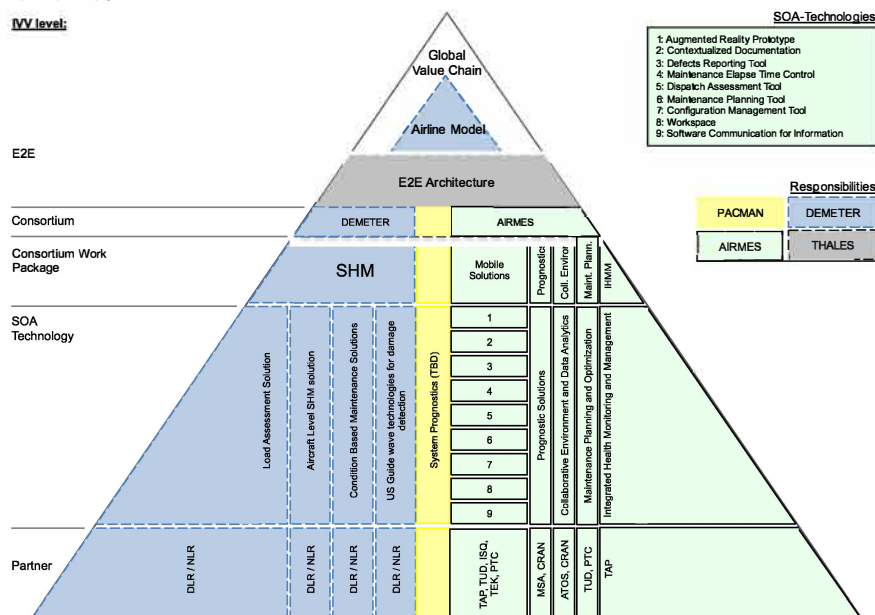 IVV level:
SOA-Technologies
1: Augmented Reality Prototype
2: Contextualized Documentation
3: Defects Reporting Tool
4: Maintenance Elapse Time Control
5: Dispatch Assessment Tool
6: Maintenance Planning Tool
7: Configuration Management Tool
8: Workspace
9: Software Communication for Information
Global
Value Chain
Airline Model
E2E
E2E Architecture
Responsibilities
PACMAN
DEMETER
AIRMES
THALES
Consortium
DEMETER
AIRMES
Consortium Work
Package
SHM
Mobile
Solutions
Prognostics
Coll. Environ
Maint. Plann.
IHMM
SOA
Technology
Load Assessment Solution
Aircraft Level SHM solution
Condition Based Maintenance Solutions
US Guide wave technologies for damage
detection
System Prognostics (TBD)
1
2
3
4
5
6
7
8
9
Prognostic Solutions
Collaborative Environment and Data Analytics
Maintenance Planning and Optimization
Integrated Health Monitoring and Management
Partner
DLR / NLR
DLR / NLR
DLR / NLR
DLR / NLR
TAP, TUD, ISQ,
TEK, PTC
MSA, CRAN
ATOS, CRAN
TUD, PTC
TAP